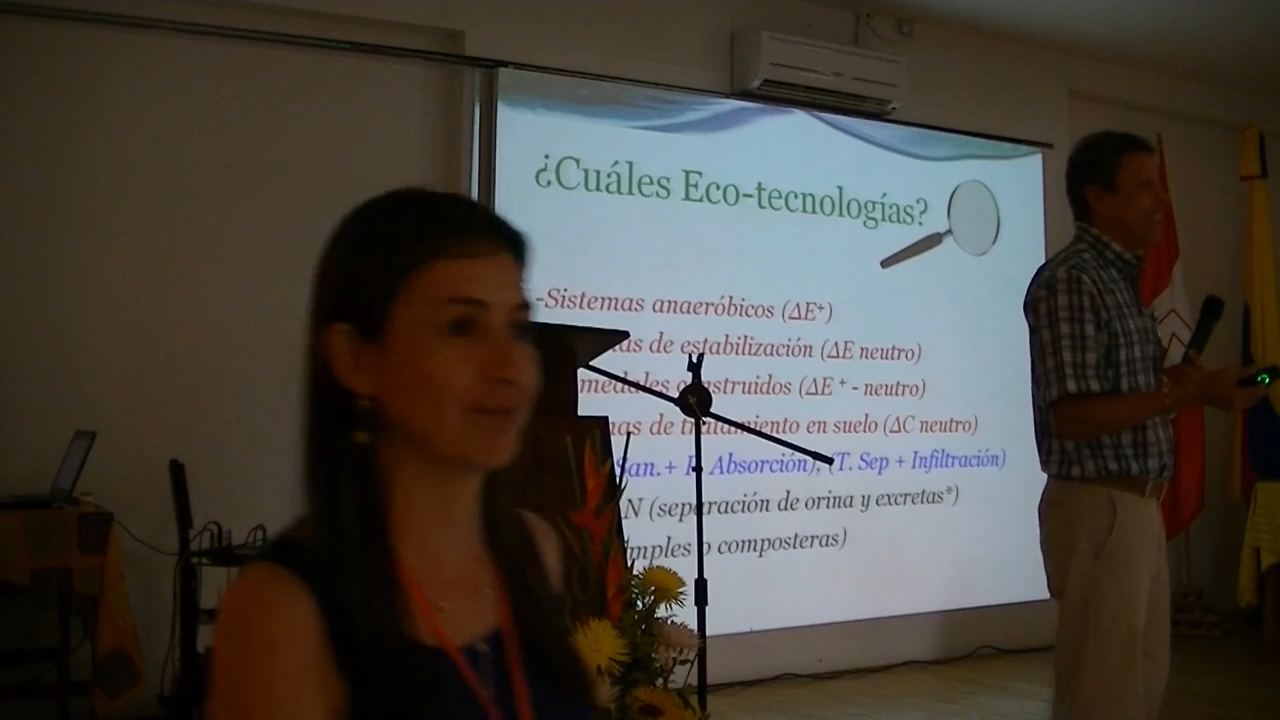 ¿Cuáles Eco-tecnologías?
-Sistemas anaeróbicos (ΔE⁺)
de estabilización (ΔE neutro)
construidos (ΔE ⁺ - neutro)
de tratamiento en suelo (ΔC neutro)
San. + P. Absorción), (T. Sep + Infiltración)
N (separación de orina y excretas*)
o composteras)